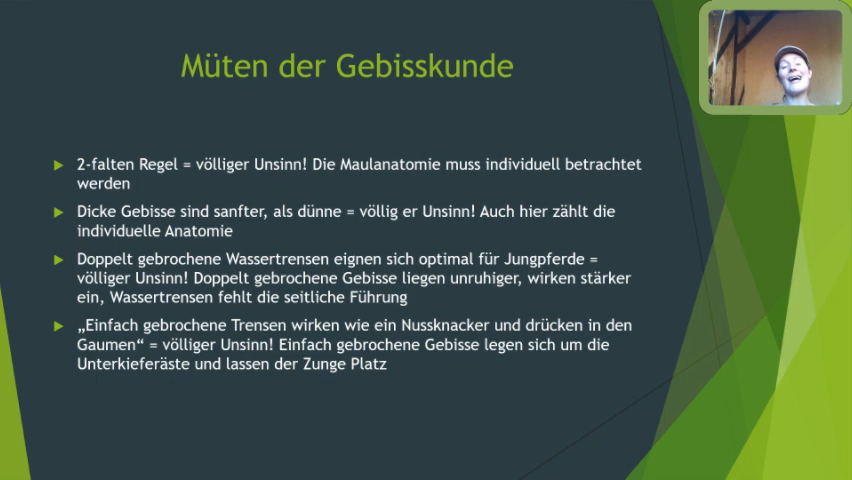 Müten der Gebisskunde
2-falten Regel = völliger Unsinn! Die Maulanatomie muss individuell betrachtet
werden
Dicke Gebisse sind sanfter, als dünne = völlig er Unsinn! Auch hier zählt die
individuelle Anatomie
Doppelt gebrochene Wassertrensen eignen sich optimal für Jungpferde =
völliger Unsinn! Doppelt gebrochene Gebisse liegen unruhiger, wirken stärker
ein, Wassertrensen fehlt die seitliche Führung
„Einfach gebrochene Trensen wirken wie ein Nussknacker und drücken in den
Gaumen“ = völliger Unsinn! Einfach gebrochene Gebisse legen sich um die
Unterkieferäste und lassen der Zunge Platz